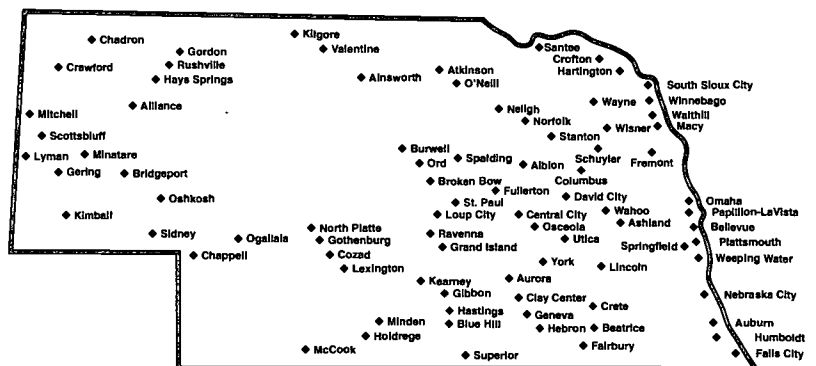 Kilgore
Chadron
Santee
Gordon
Valentine
Crofton
Rushville
Crawford
Hartington
Atkinson
Hays Springs
Ainsworth
O'Neill
South Sioux City
Alliance
Wayne
Winnebago
Neligh
Mitchell
Walthill
Norfolk
Wisner
Macy
Scottsbluff
Stanton
Burwell
Lyman
Minatare
Spalding
Schuyler
Fremont
Ord
Albion
Gering
Bridgeport
Columbus
Broken Bow
Fullerton
Oshkosh
David City
Omaha
St. Paul
Kimball
Loup City
Central City
Wahoo
Papillion-LaVista
Ashland
North Platte
Osceola
Bellevue
Sidney
Ogallala
Gothenburg
Ravenna
Utica
Plattsmouth
Grand Island
Springfield
Chappell
Cozad
Weeping Water
Lexington
York
Lincoln
Kearney
Aurora
Gibbon
Clay Center
Nebraska City
Crete
Hastings
Geneva
Minden
Blue Hill
Hebron
Beatrice
Auburn
Holdrege
Humboldt
McCook
Fairbury
Superior
Falls City